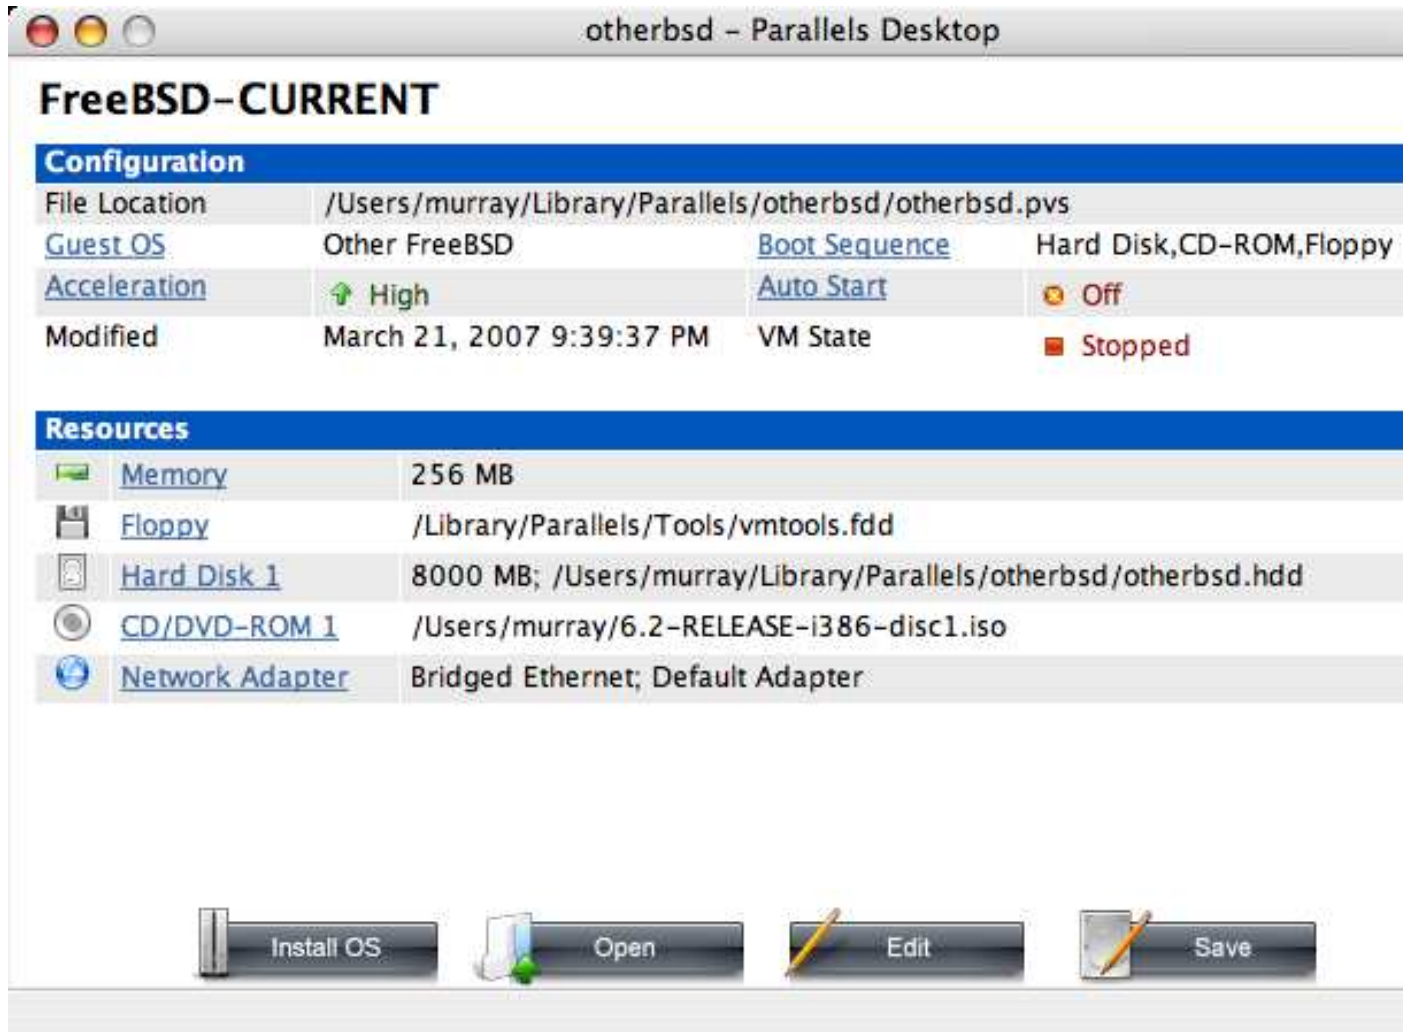 otherbsd – Parallels Desktop
FreeBSD-CURRENT
Configuration
File Location /Users/murray/Library/Parallels/otherbsd/otherbsd.pvs
Guest OS Other FreeBSD Boot Sequence Hard Disk,CD-ROM,Floppy
Acceleration High Auto Start Off
Modified March 21, 2007 9:39:37 PM VM State Stopped
Resources
Memory 256 MB
Floppy /Library/Parallels/Tools/vmtools.fdd
Hard Disk 1 8000 MB; /Users/murray/Library/Parallels/otherbsd/otherbsd.hdd
CD/DVD-ROM 1 /Users/murray/6.2-RELEASE-i386-disc1.iso
Network Adapter Bridged Ethernet; Default Adapter
Install OS Open Edit Save